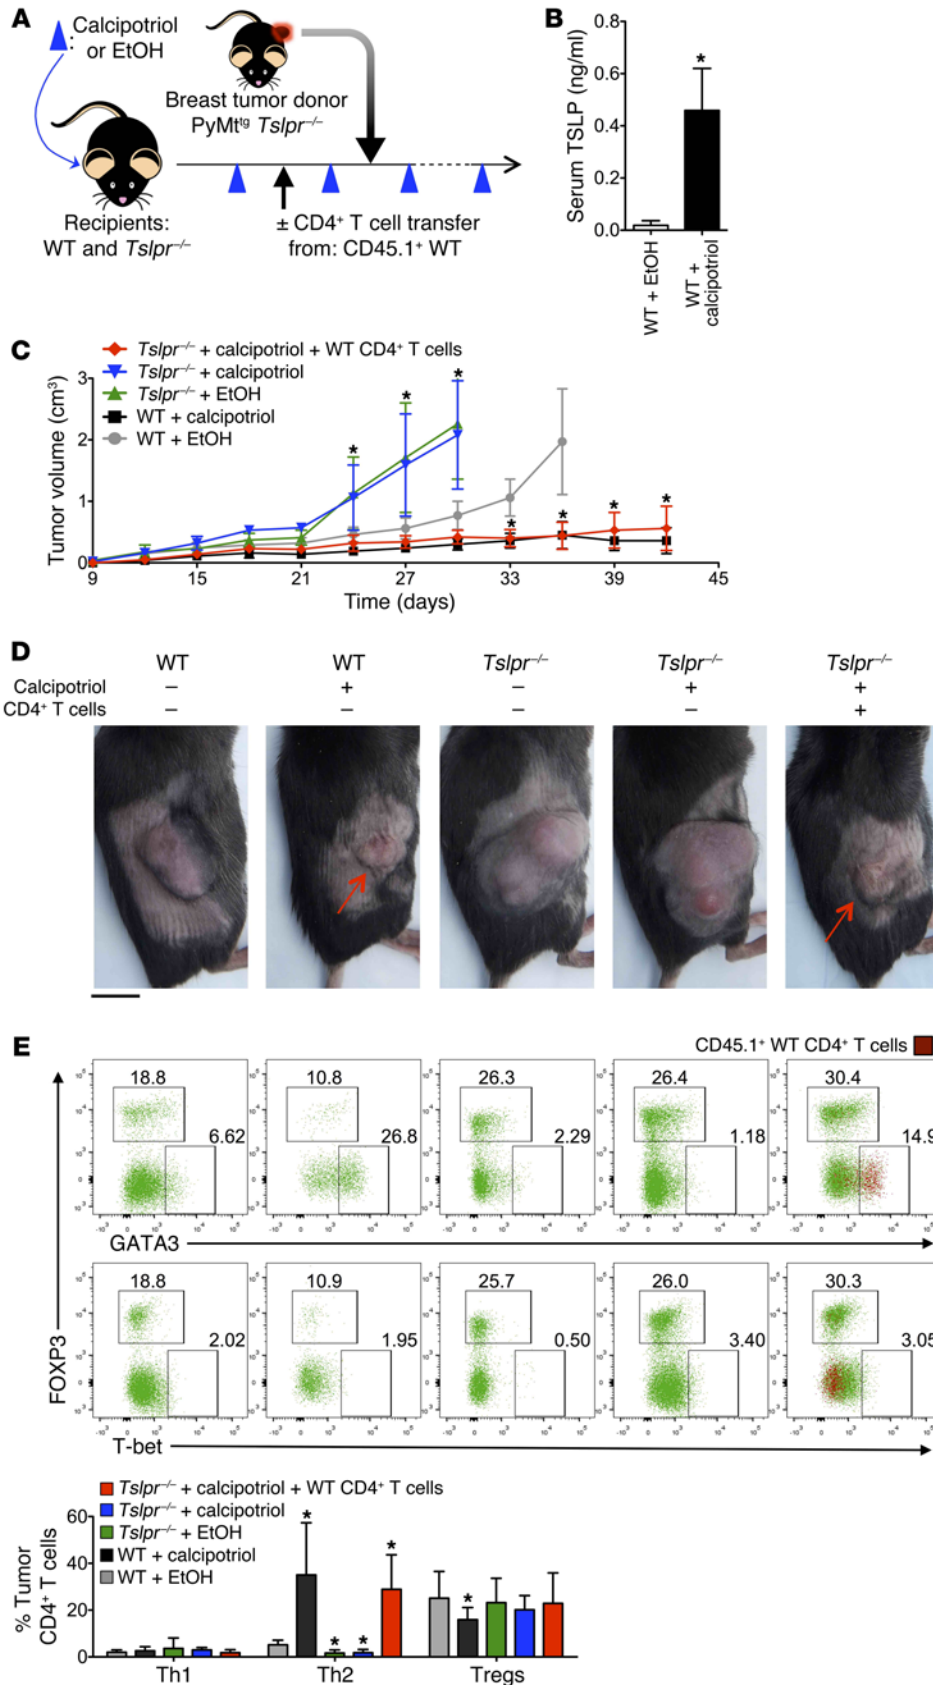 A
Calcipotriol
or EtOH
Breast tumor donor
PyMt^tg Tslpr^–/–
Recipients:
WT and Tslpr^–/–
± CD4⁺ T cell transfer
from: CD45.1⁺ WT
B
Serum TSLP (ng/ml)
0.8
0.6
0.4
0.2
0.0
*
WT + EtOH
WT +
calcipotriol
C
Tslpr^–/– + calcipotriol + WT CD4⁺ T cells
Tslpr^–/– + calcipotriol
Tslpr^–/– + EtOH
WT + calcipotriol
WT + EtOH
Tumor volume (cm³)
3
2
1
0
* * *
* * * *
9 15 21 27 33 39 45
Time (days)
D
WT WT Tslpr^–/– Tslpr^–/– Tslpr^–/–
Calcipotriol – + – + +
CD4⁺ T cells – – – – +
E
CD45.1⁺ WT CD4⁺ T cells
18.8 10.8 26.3 26.4 30.4
6.62 26.8 2.29 1.18 14.9
GATA3
18.8 10.9 25.7 26.0 30.3
2.02 1.95 0.50 3.40 3.05
FOXP3
T-bet
Tslpr^–/– + calcipotriol + WT CD4⁺ T cells
Tslpr^–/– + calcipotriol
Tslpr^–/– + EtOH
WT + calcipotriol
WT + EtOH
% Tumor
CD4⁺ T cells
60
40
20
0
* * * * *
Th1 Th2 Tregs